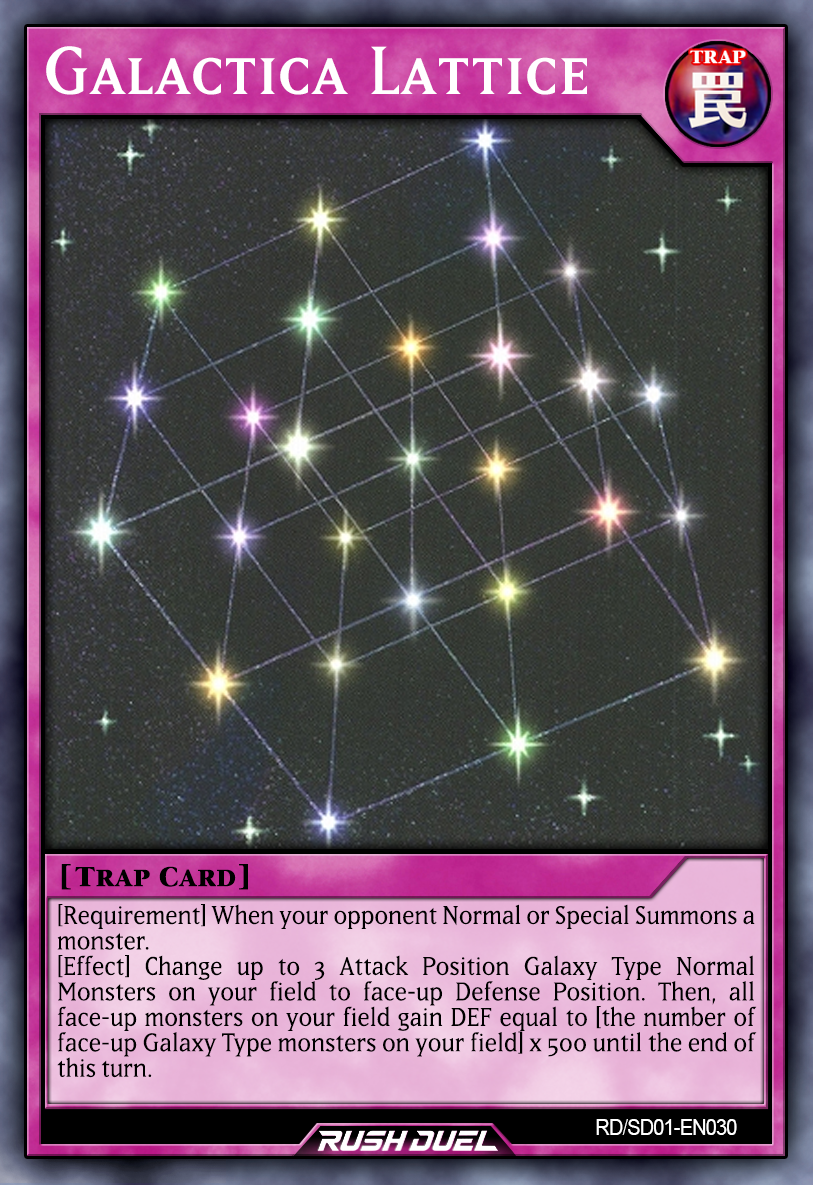 Galactica Lattice
TRAP
罠
[Trap Card]
[Requirement] When your opponent Normal or Special Summons a
monster.
[Effect] Change up to 3 Attack Position Galaxy Type Normal
Monsters on your field to face-up Defense Position. Then, all
face-up monsters on your field gain DEF equal to [the number of
face-up Galaxy Type monsters on your field] x 500 until the end of
this turn.
RD/SD01-EN030
RUSH DUEL